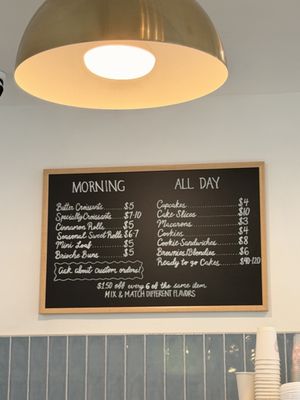 MORNING
Butter Croissants $5
Specialty Croissants $7-10
Cinnamon Rolls $5
Seasonal Sweet Rolls $6-7
Mini Loaf $5
Brioche Buns $5
Ask about custom orders!
ALL DAY
Cupcakes $4
Cake Slices $10
Macarons $3
Cookies $4
Cookie Sandwiches $8
Brownies/Blondies $6
Ready to go Cakes $90-120
$1.50 off every 6 of the same item
MIX & MATCH DIFFERENT FLAVORS